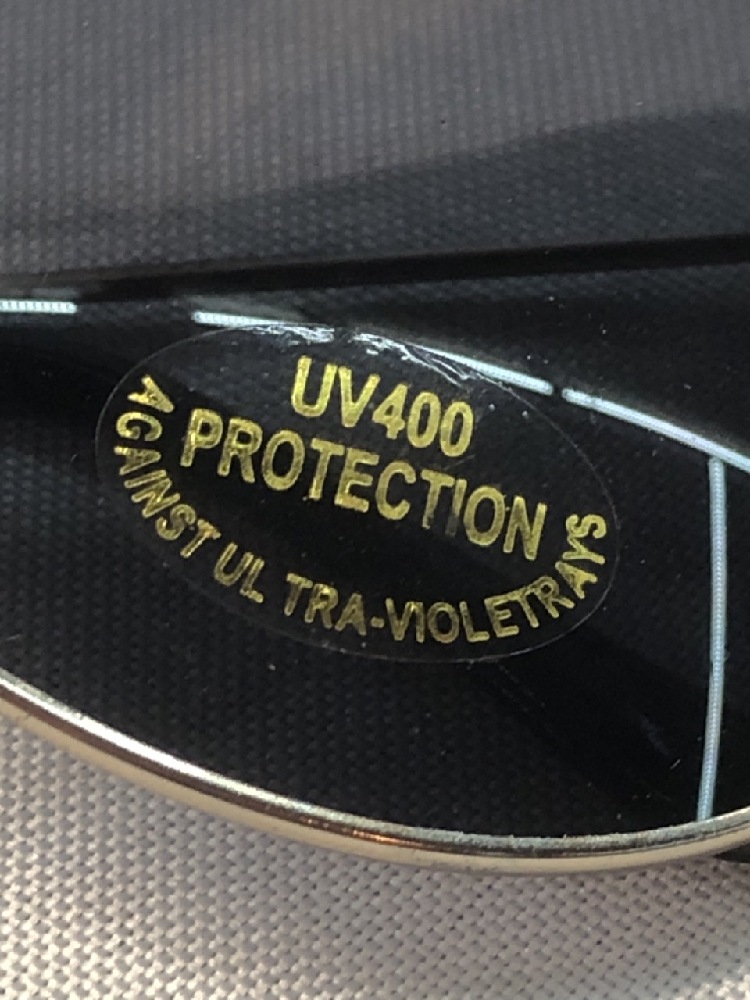 UV400
PROTECTION
AGAINST UL TRA-VIOLETRAYS